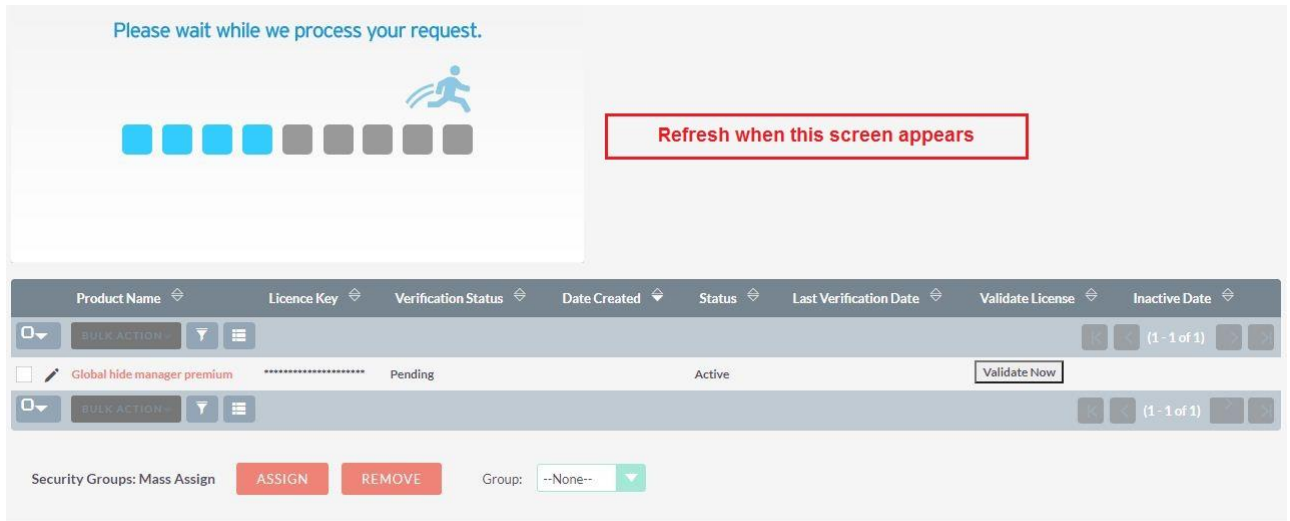 Please wait while we process your request.
Refresh when this screen appears
Product Name Licence Key Verification Status Date Created Status Last Verification Date Validate License Inactive Date
BULK ACTION (1 - 1 of 1)
Global hide manager premium ********************* Pending Active Validate Now
BULK ACTION (1 - 1 of 1)
Security Groups: Mass Assign ASSIGN REMOVE Group: --None--